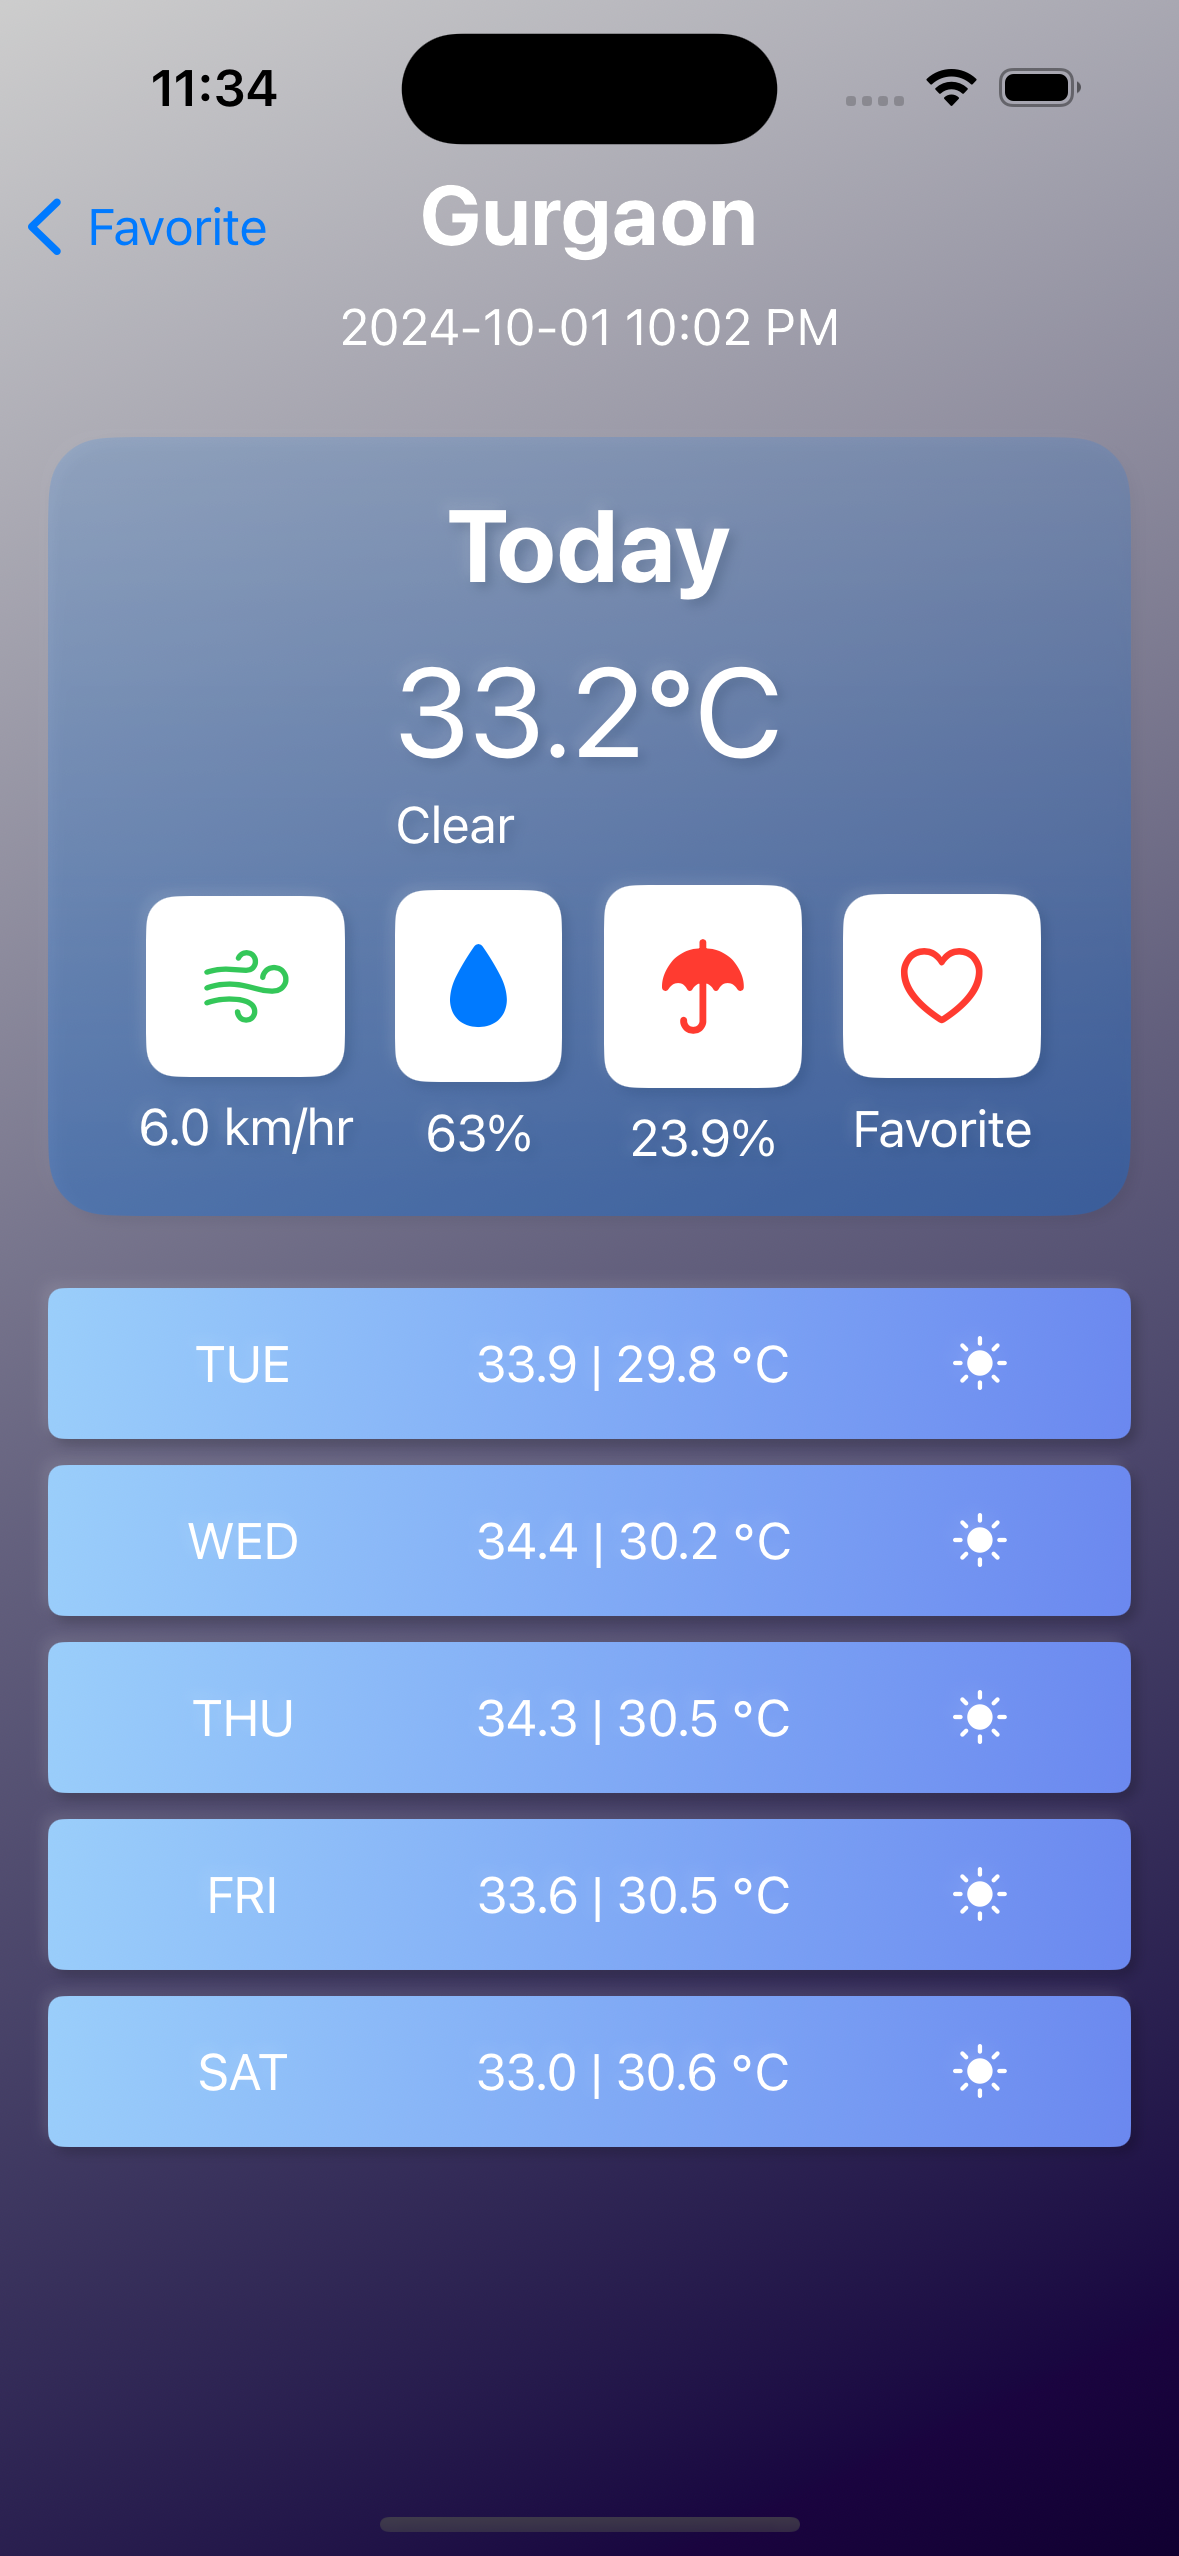 11:34
Favorite
Gurgaon
2024-10-01 10:02 PM
Today
33.2°C
Clear
6.0 km/hr
63%
23.9%
Favorite
TUE 33.9 | 29.8 °C
WED 34.4 | 30.2 °C
THU 34.3 | 30.5 °C
FRI 33.6 | 30.5 °C
SAT 33.0 | 30.6 °C